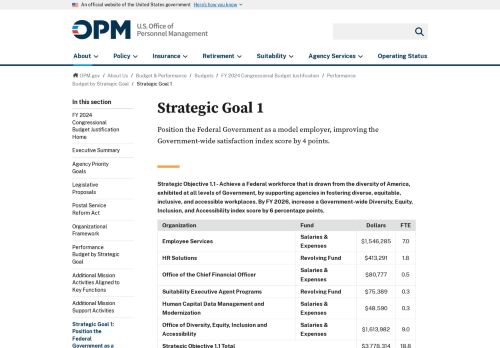 An official website of the United States government Here's how you know
OPM U.S. Office of
Personnel Management
About Policy Insurance Retirement Suitability Agency Services Operating Status
OPM.gov / About Us / Budget & Performance / Budgets / FY 2024 Congressional Budget Justification / Performance
Budget by Strategic Goal / Strategic Goal 1
In this section
FY 2024
Congressional
Budget Justification
Home
Executive Summary
Agency Priority
Goals
Legislative
Proposals
Postal Service
Reform Act
Organizational
Framework
Performance
Budget by Strategic
Goal
Additional Mission
Activities Aligned to
Key Functions
Additional Mission
Support Activities
Strategic Goal 1:
Position the
Federal
Government as a
Strategic Goal 1
Position the Federal Government as a model employer, improving the
Government-wide satisfaction index score by 4 points.
Strategic Objective 1.1 - Achieve a Federal workforce that is drawn from the diversity of America,
exhibited at all levels of Government, by supporting agencies in fostering diverse, equitable,
inclusive, and accessible workplaces. By FY 2026, increase a Government-wide Diversity, Equity,
Inclusion, and Accessibility index score by 6 percentage points.
Organization Fund Dollars FTE
Employee Services Salaries & Expenses $1,546,285 7.0
HR Solutions Revolving Fund $413,291 1.8
Office of the Chief Financial Officer Salaries & Expenses $80,777 0.5
Suitability Executive Agent Programs Revolving Fund $75,389 0.3
Human Capital Data Management and Modernization Salaries & Expenses $48,590 0.3
Office of Diversity, Equity, Inclusion and Accessibility Salaries & Expenses $1,613,982 9.0
Strategic Objective 1.1 Total $3,778,314 18.8